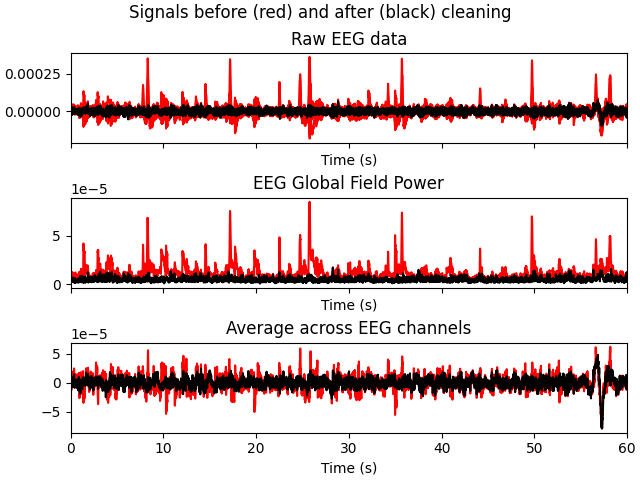 Signals before (red) and after (black) cleaning
Raw EEG data
0.00025
0.00000
Time (s)
EEG Global Field Power
1e−5
5
0
Time (s)
Average across EEG channels
1e−5
5
0
−5
0 10 20 30 40 50 60
Time (s)